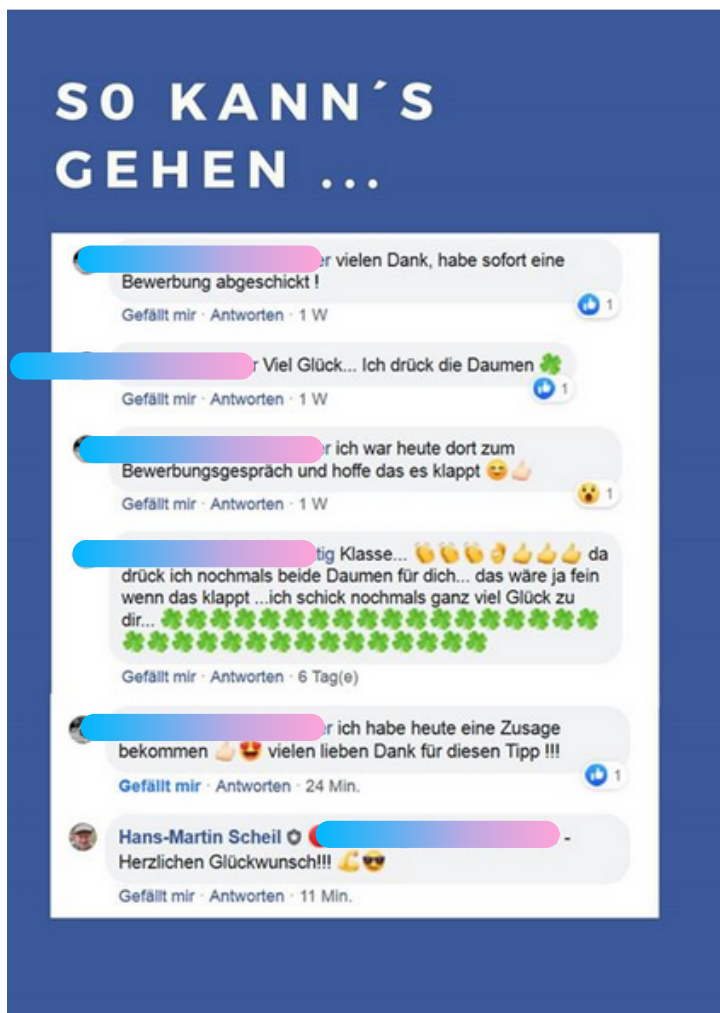 SO KANN´S
GEHEN ...
er vielen Dank, habe sofort eine
Bewerbung abgeschickt !
Gefällt mir · Antworten · 1 W
1
r Viel Glück... Ich drück die Daumen 🍀
1
Gefällt mir · Antworten · 1 W
er ich war heute dort zum
Bewerbungsgespräch und hoffe das es klappt 😊👍🏻
Gefällt mir · Antworten · 1 W
1
tig Klasse... 👏👏👏👌👍👍👍 da
drück ich nochmals beide Daumen für dich... das wäre ja fein
wenn das klappt ...ich schick nochmals ganz viel Glück zu
dir... 🍀🍀🍀🍀🍀🍀🍀🍀🍀🍀🍀🍀🍀🍀🍀🍀🍀🍀
🍀🍀🍀🍀🍀🍀🍀🍀🍀🍀🍀🍀🍀🍀🍀
Gefällt mir · Antworten · 6 Tag(e)
er ich habe heute eine Zusage
bekommen 👍🏻😍 vielen lieben Dank für diesen Tipp !!!
1
Gefällt mir · Antworten · 24 Min.
Hans-Martin Scheil -
Herzlichen Glückwunsch!!! 💪😎
Gefällt mir · Antworten · 11 Min.